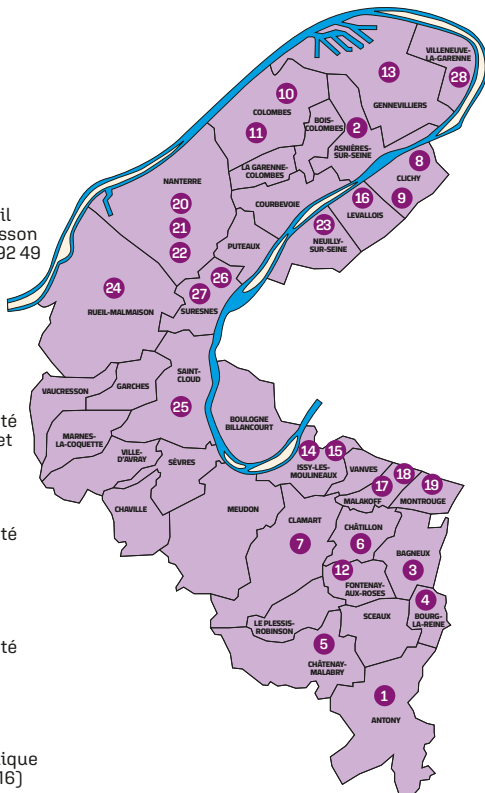 VILLENEUVE-
LA-GARENNE
28
13
GENNEVILLIERS
10
COLOMBES
11
BOIS-
COLOMBES
2
ASNIÈRES-
SUR-SEINE
LA GARENNE-
COLOMBES
8
CLICHY
9
NANTERRE
20
21
22
COURBEVOIE
16
LEVALLOIS
23
NEUILLY-
SUR-SEINE
PUTEAUX
il
sson
92 49
24
RUEIL-MALMAISON
26
27
SURESNES
SAINT-
CLOUD
25
GARCHES
VAUCRESSON
té
et
MARNES-
LA-COQUETTE
VILLE-
D'AVRAY
SÈVRES
CHAVILLE
BOULOGNE
BILLANCOURT
14
15
ISSY-LES-
MOULINEAUX
VANVES
18
17
MALAKOFF
19
MONTROUGE
MEUDON
té
CLAMART
7
CHÂTILLON
6
BAGNEUX
3
12
FONTENAY-
AUX-ROSES
4
BOURG-
LA-REINE
SCEAUX
LE PLESSIS-
ROBINSON
té
5
CHÂTENAY-
MALABRY
1
ANTONY
ique
16)